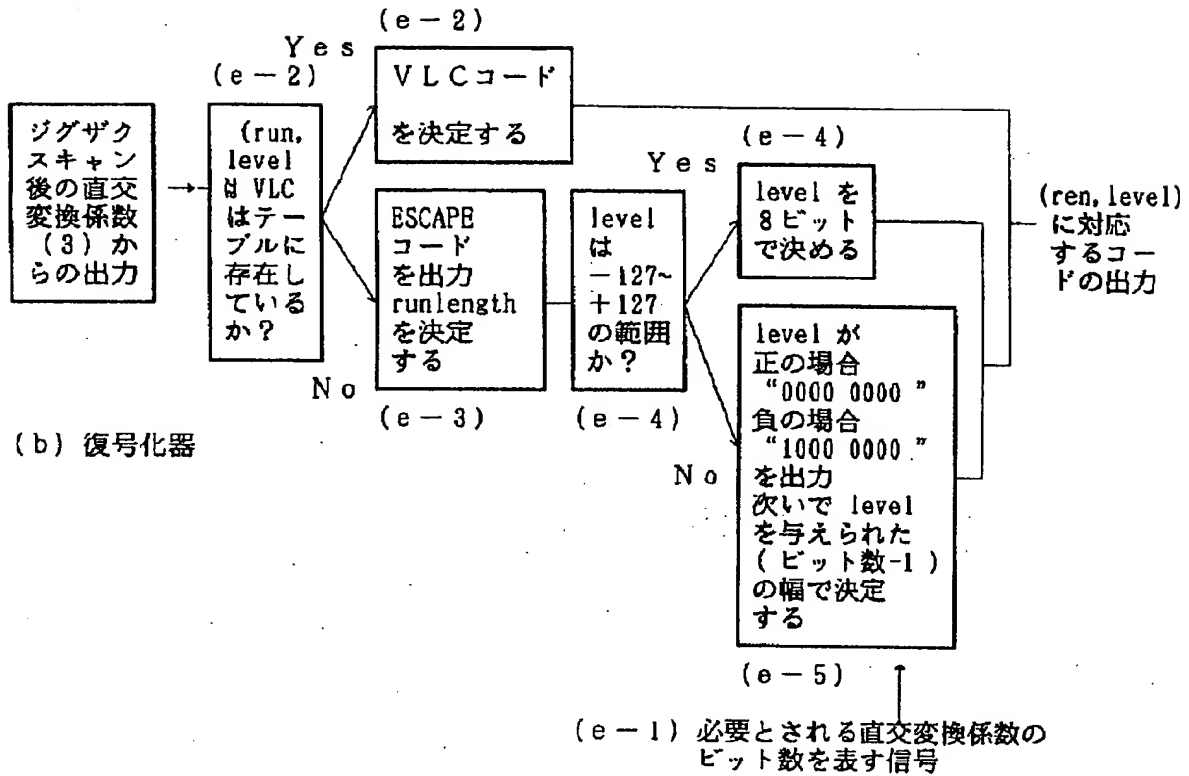 (e-2)
Yes
(e-2)
ジグザク
スキャン
後の直交
変換係数
(3)か
らの出力
(run,
level
は VLC
はテー
ブルに
存在し
ている
か?
VLCコード
を決定する
No
ESCAPE
コード
を出力
runlength
を決定
する
(e-3)
level
は
-127~
+127
の範囲
か?
(e-4)
Yes
(e-4)
level を
8ビット
で決める
No
level が
正の場合
“0000 0000 ”
負の場合
“1000 0000 ”
を出力
次いで level
を与えられた
(ビット数-1)
の幅で決定
する
(e-5)
(ren, level)
に対応
するコー
ドの出力
(b) 復号化器
(e-1) 必要とされる直交変換係数の
ビット数を表す信号